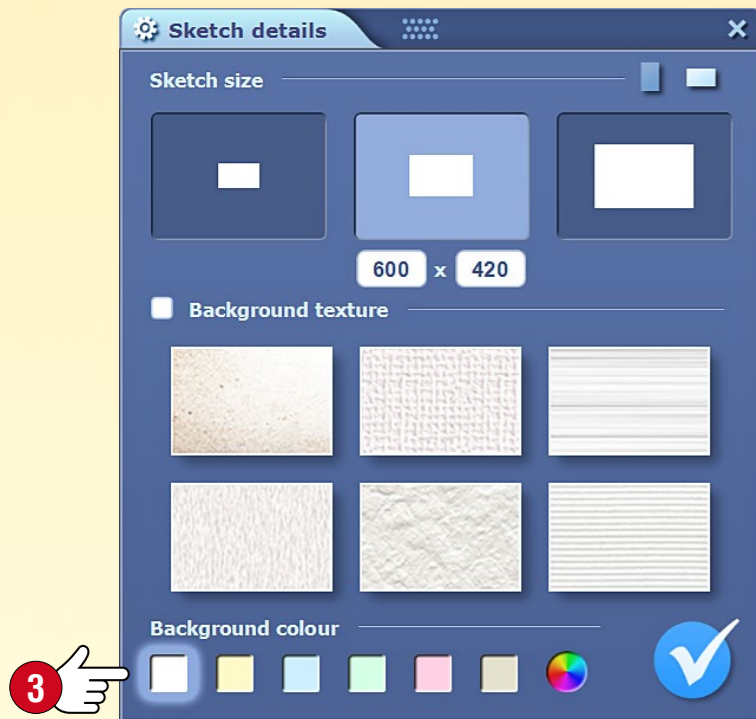 Sketch details
Sketch size
600 x 420
Background texture
Background colour
3